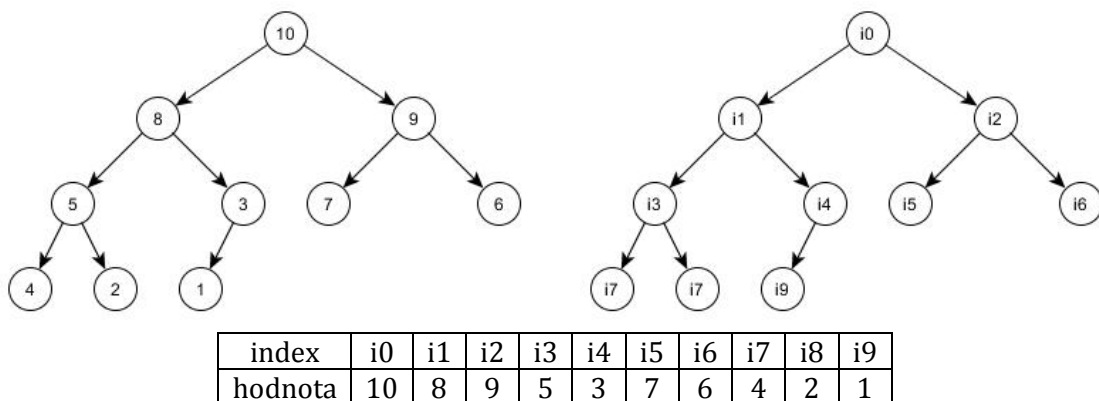 10 i0
8 9 i1 i2
5 3 7 6 i3 i4 i5 i6
4 2 1 i7 i7 i9
index i0 i1 i2 i3 i4 i5 i6 i7 i8 i9
hodnota 10 8 9 5 3 7 6 4 2 1